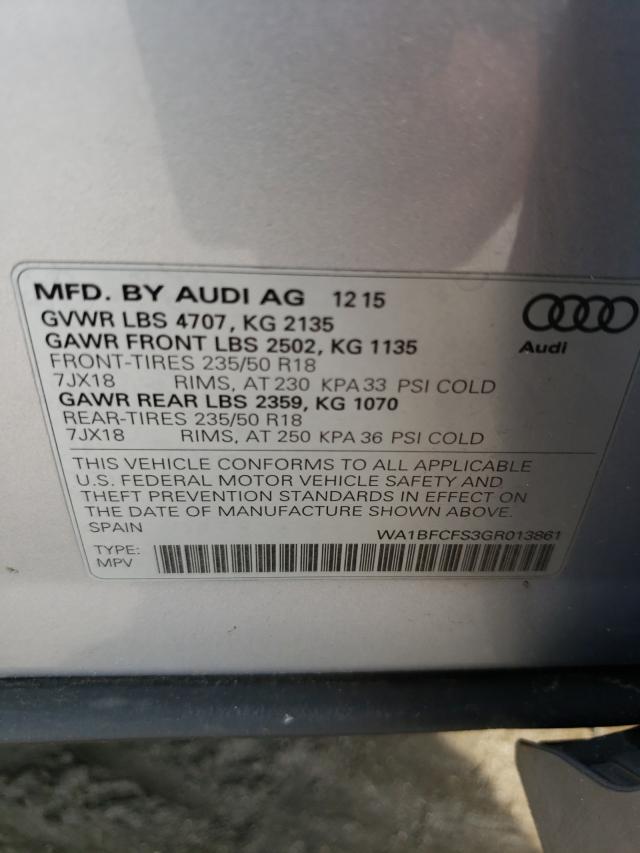 MFD. BY AUDI AG 12 15
GVWR LBS 4707, KG 2135
GAWR FRONT LBS 2502, KG 1135
FRONT-TIRES 235/50 R18
7JX18 RIMS, AT 230 KPA 33 PSI COLD
GAWR REAR LBS 2359, KG 1070
REAR-TIRES 235/50 R18
7JX18 RIMS, AT 250 KPA 36 PSI COLD
Audi
THIS VEHICLE CONFORMS TO ALL APPLICABLE
U.S. FEDERAL MOTOR VEHICLE SAFETY AND
THEFT PREVENTION STANDARDS IN EFFECT ON
THE DATE OF MANUFACTURE SHOWN ABOVE.
SPAIN WA1BFCFS3GR013861
TYPE:
MPV